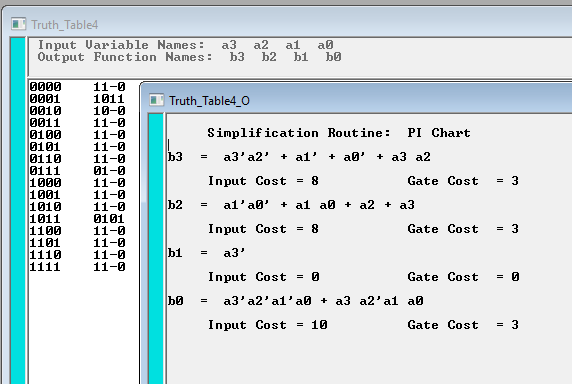 Truth_Table4
Input Variable Names: a3 a2 a1 a0
Output Function Names: b3 b2 b1 b0
0000 11-0
0001 1011
0010 10-0
0011 11-0
0100 11-0
0101 11-0
0110 11-0
0111 01-0
1000 11-0
1001 11-0
1010 11-0
1011 0101
1100 11-0
1101 11-0
1110 11-0
1111 11-0
Truth_Table4_O
Simplification Routine: PI Chart
b3 = a3'a2' + a1' + a0' + a3 a2
Input Cost = 8 Gate Cost = 3
b2 = a1'a0' + a1 a0 + a2 + a3
Input Cost = 8 Gate Cost = 3
b1 = a3'
Input Cost = 0 Gate Cost = 0
b0 = a3'a2'a1'a0 + a3 a2'a1 a0
Input Cost = 10 Gate Cost = 3